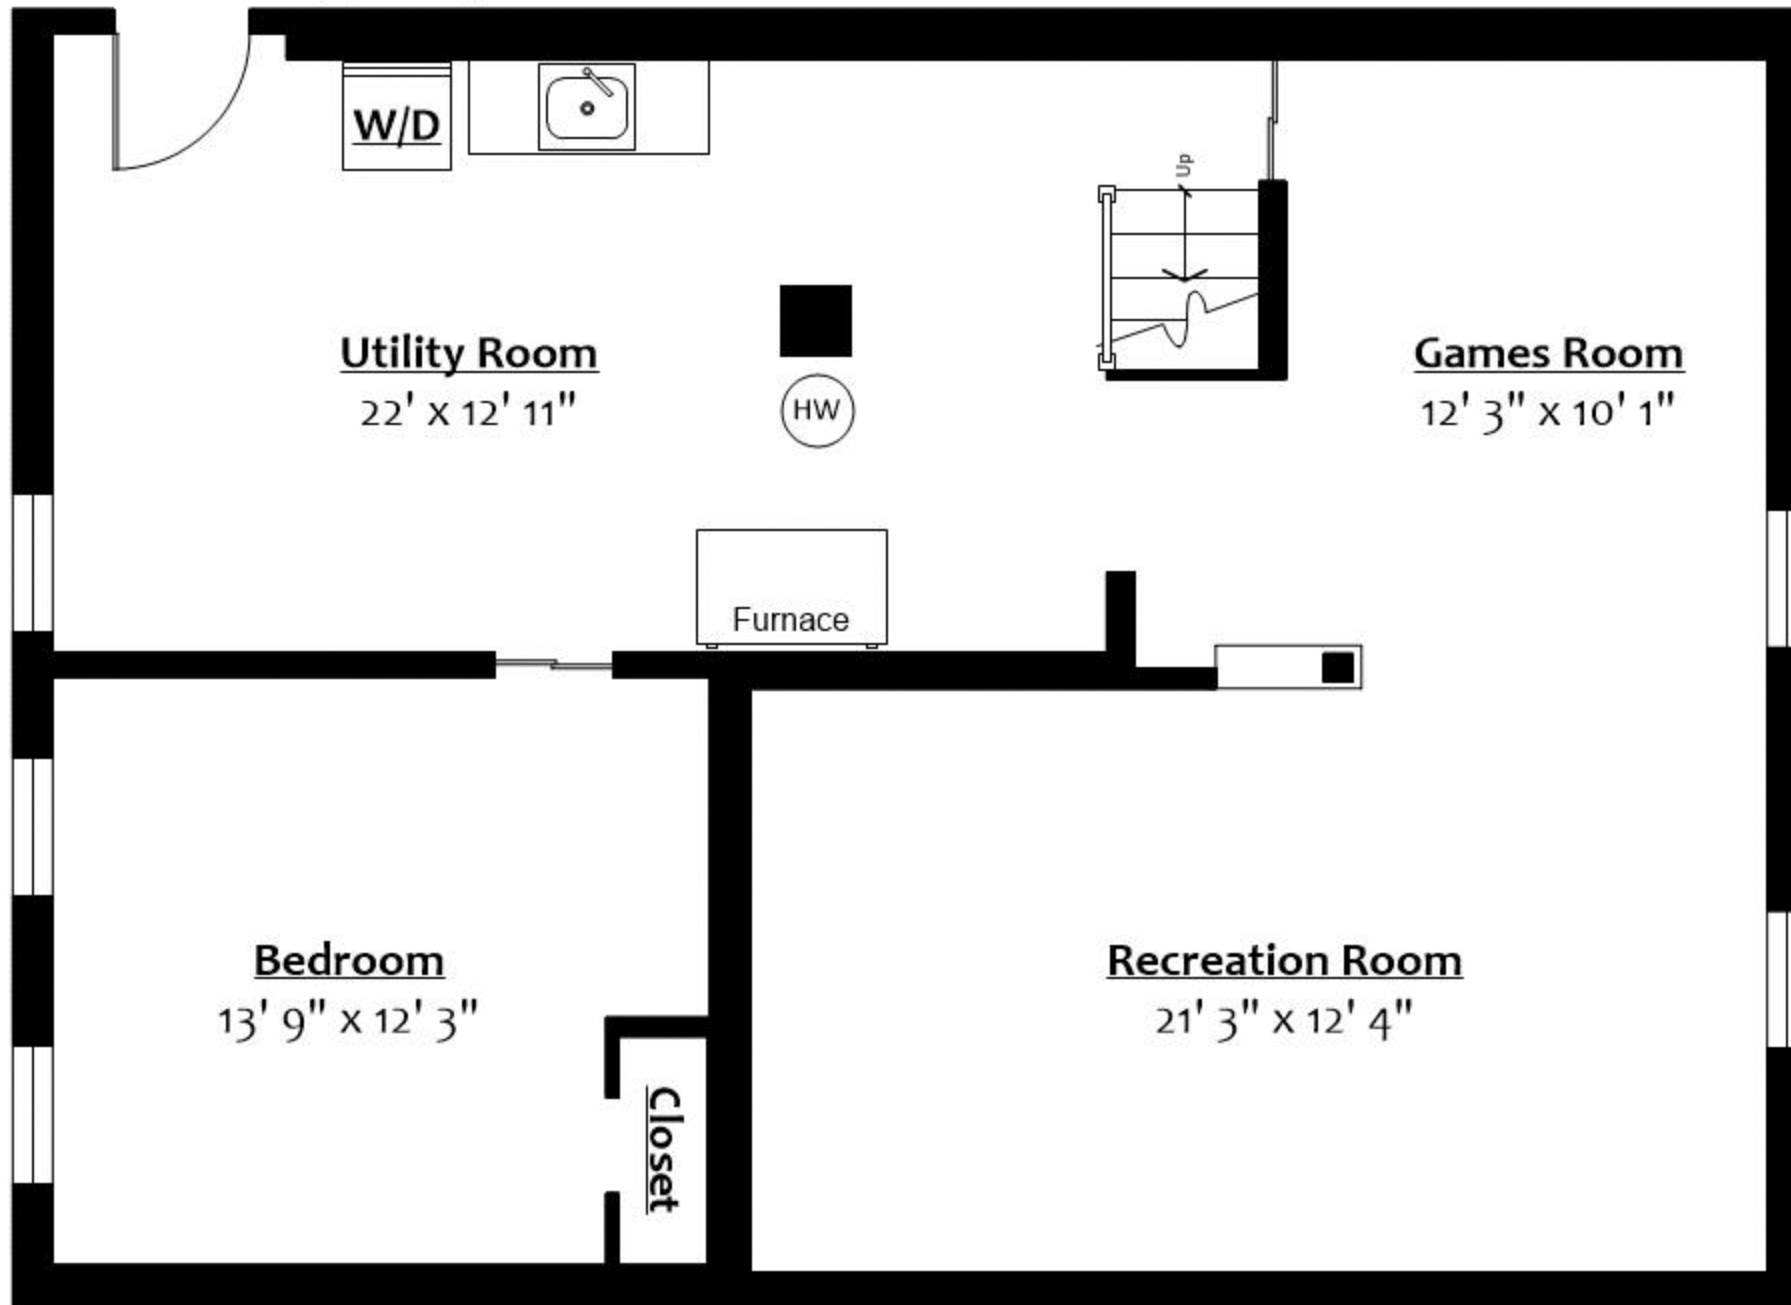 W/D
Up
Utility Room
22' x 12' 11"
HW
Games Room
12' 3" x 10' 1"
Furnace
Bedroom
13' 9" x 12' 3"
Recreation Room
21' 3" x 12' 4"
Closet